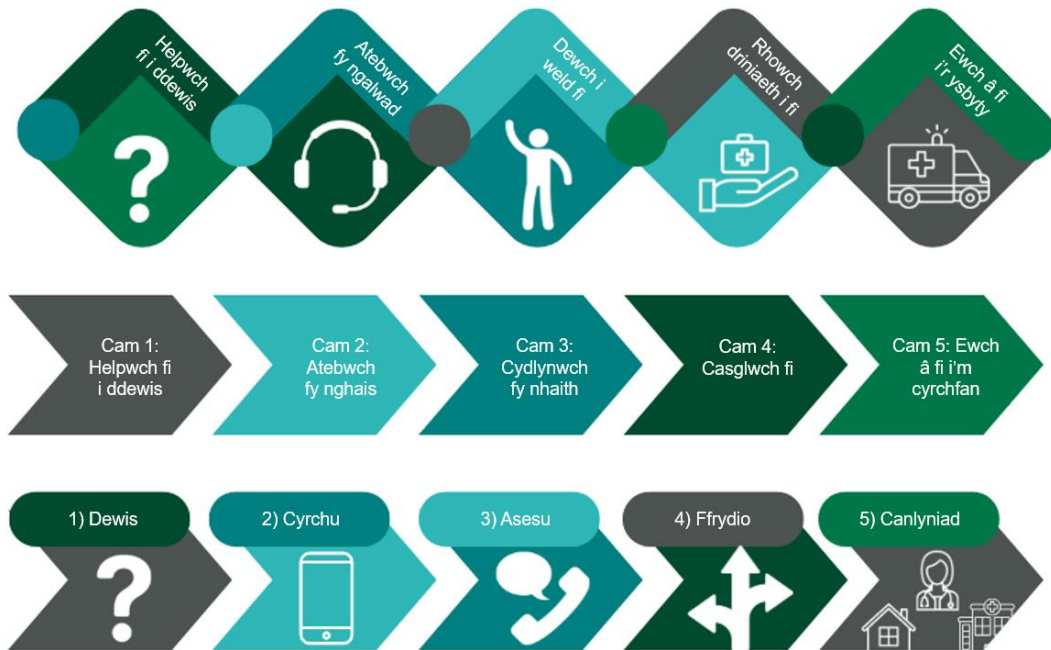 Helpwch
fi i ddewis
Atebwch
fy ngalwad
Dewch i
weld fi
Rhowch
driniaeth i fi
Ewch â fi
i'r ysbyty
Cam 1:
Helpwch fi
i ddewis
Cam 2:
Atebwch
fy nghais
Cam 3:
Cydlynwch
fy nhaith
Cam 4:
Casglwch fi
Cam 5: Ewch
â fi i'm
cyrchfan
1) Dewis
2) Cyrchu
3) Asesu
4) Ffrydio
5) Canlyniad